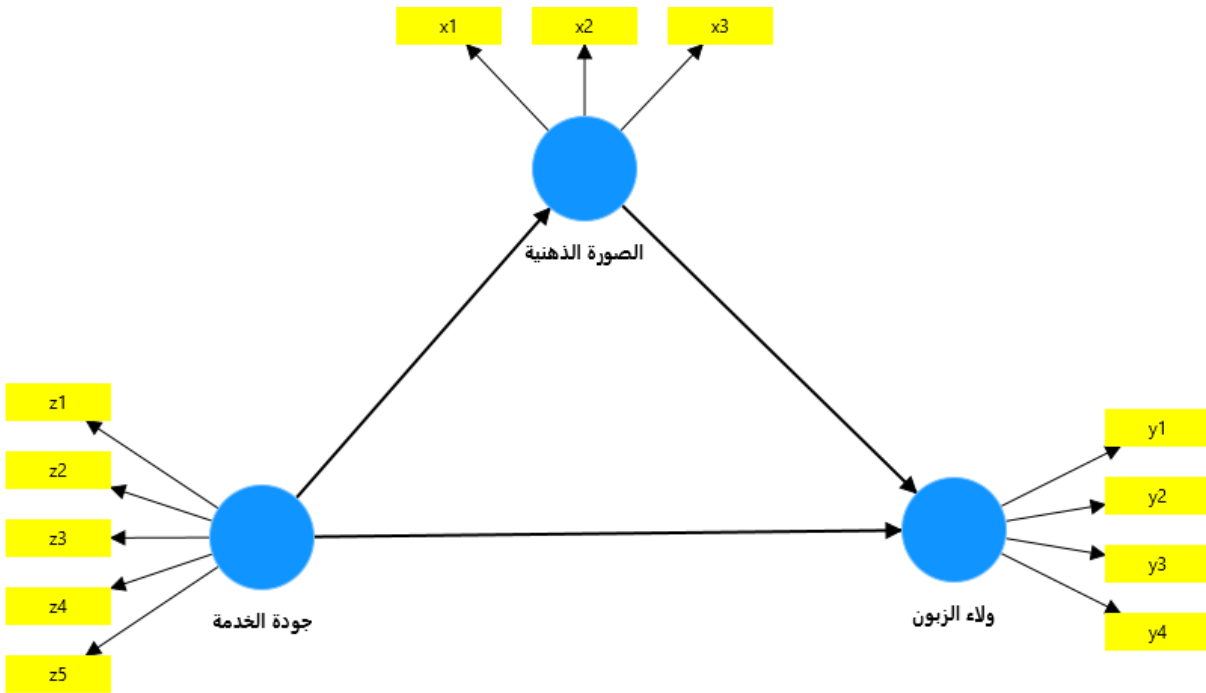 x1
x2
x3
الصورة الذهنية
z1
z2
z3
z4
z5
جودة الخدمة
y1
y2
y3
y4
ولاء الزبون